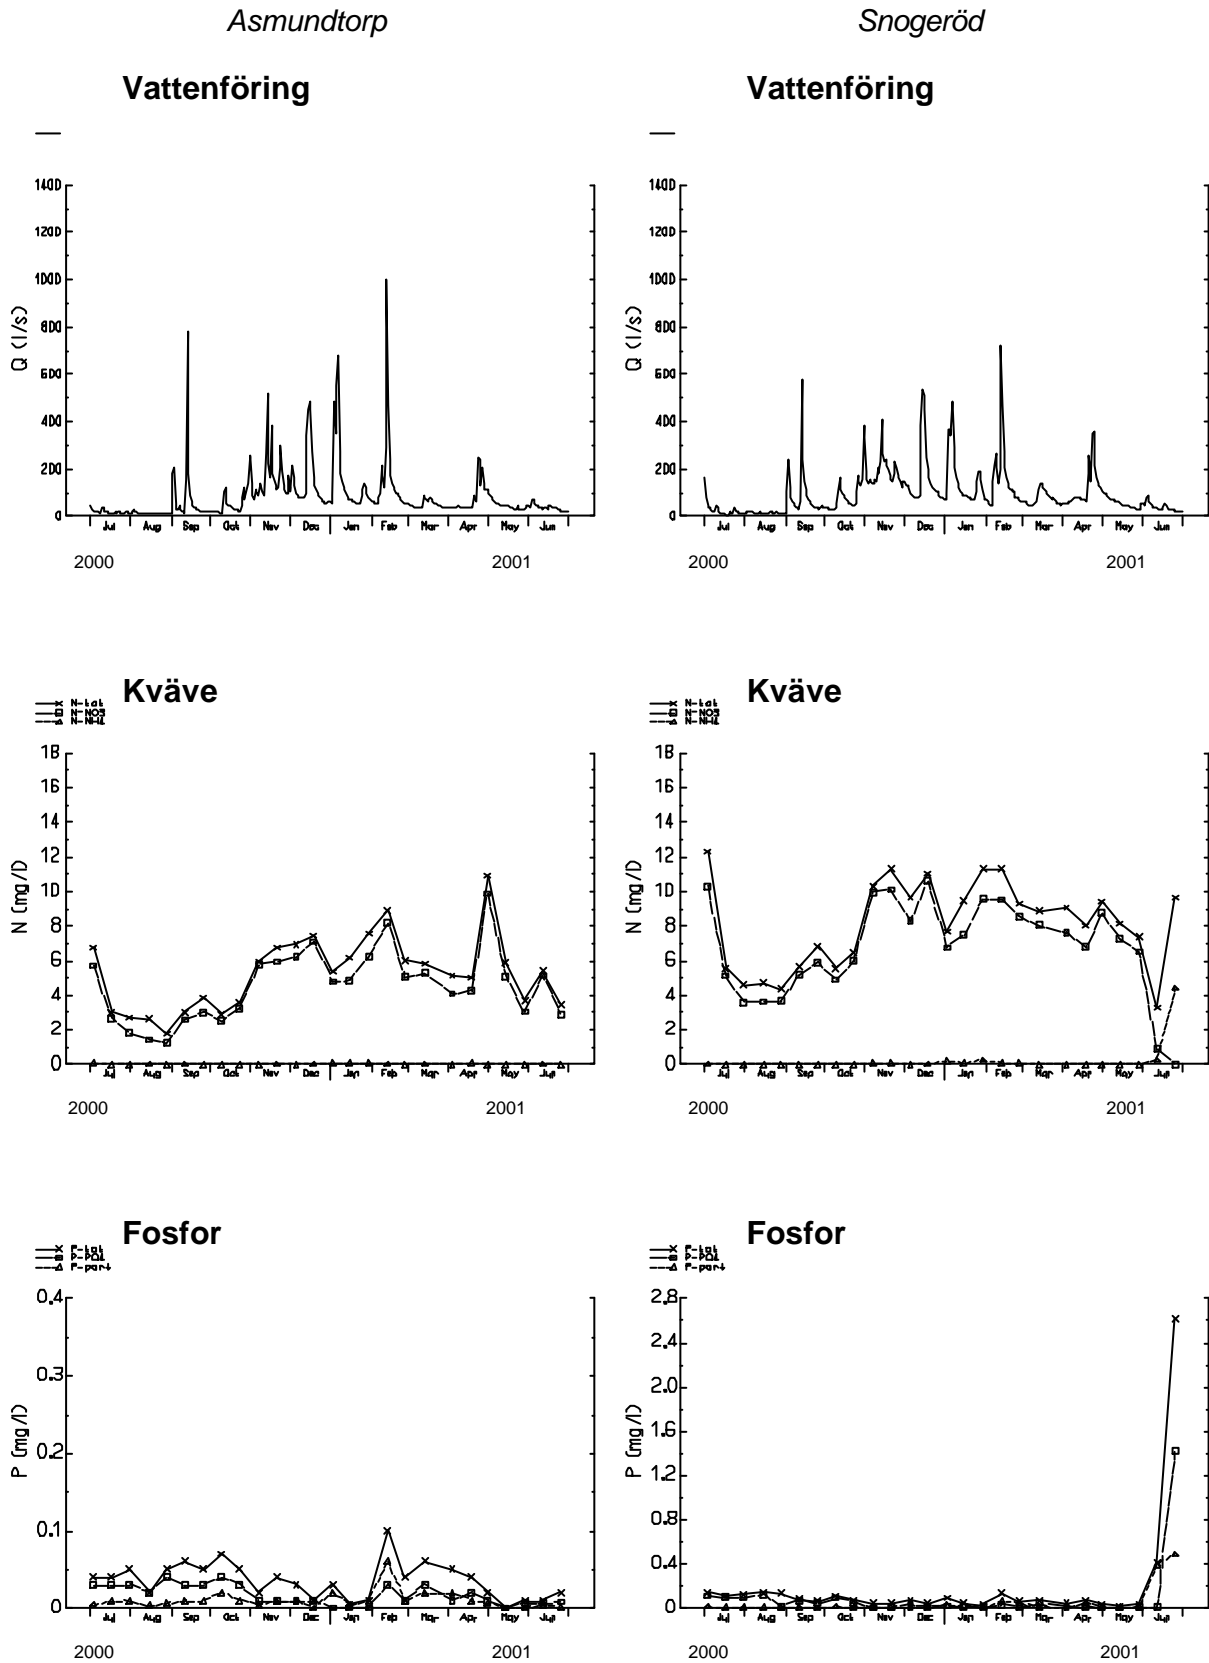 Asmundtorp
Snogeröd
Vattenföring
Vattenföring
1400
1200
1000
800
600
400
200
0
Q (l/s)
Jul Aug Sep Oct Nov Dec Jan Feb Mar Apr May Jun
2000 2001
1400
1200
1000
800
600
400
200
0
Q (l/s)
Jul Aug Sep Oct Nov Dec Jan Feb Mar Apr May Jun
2000 2001
Kväve
N-tot
N-NO3
N-NH4
18
16
14
12
10
8
6
4
2
0
N (mg/l)
Jul Aug Sep Oct Nov Dec Jan Feb Mar Apr May Jun
2000 2001
Kväve
N-tot
N-NO3
N-NH4
18
16
14
12
10
8
6
4
2
0
N (mg/l)
Jul Aug Sep Oct Nov Dec Jan Feb Mar Apr May Jun
2000 2001
Fosfor
P-tot
P-PO4
P-part
0.4
0.3
0.2
0.1
0
P (mg/l)
Jul Aug Sep Oct Nov Dec Jan Feb Mar Apr May Jun
2000 2001
Fosfor
P-tot
P-PO4
P-part
2.8
2.4
2.0
1.6
1.2
0.8
0.4
0
P (mg/l)
Jul Aug Sep Oct Nov Dec Jan Feb Mar Apr May Jun
2000 2001